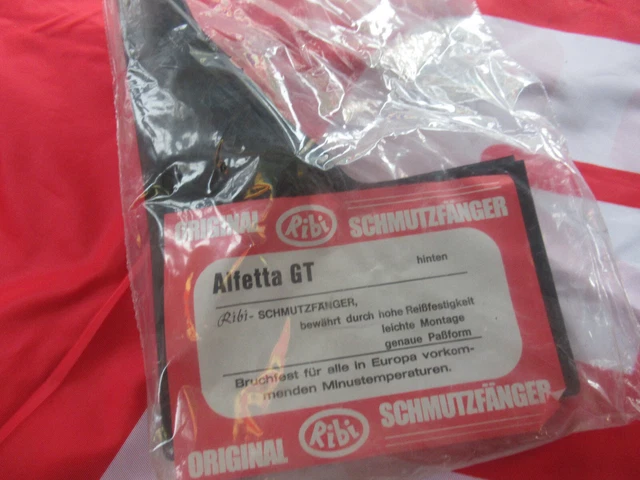 ORIGINAL Ribi SCHMUTZFÄNGER
Alfetta GT hinten
Ribi - SCHMUTZFÄNGER,
bewährt durch hohe Reißfestigkeit
leichte Montage
genaue Paßform
Bruchfest für alle in Europa vorkom-
menden Minustemperaturen.
ORIGINAL Ribi SCHMUTZFÄNGER